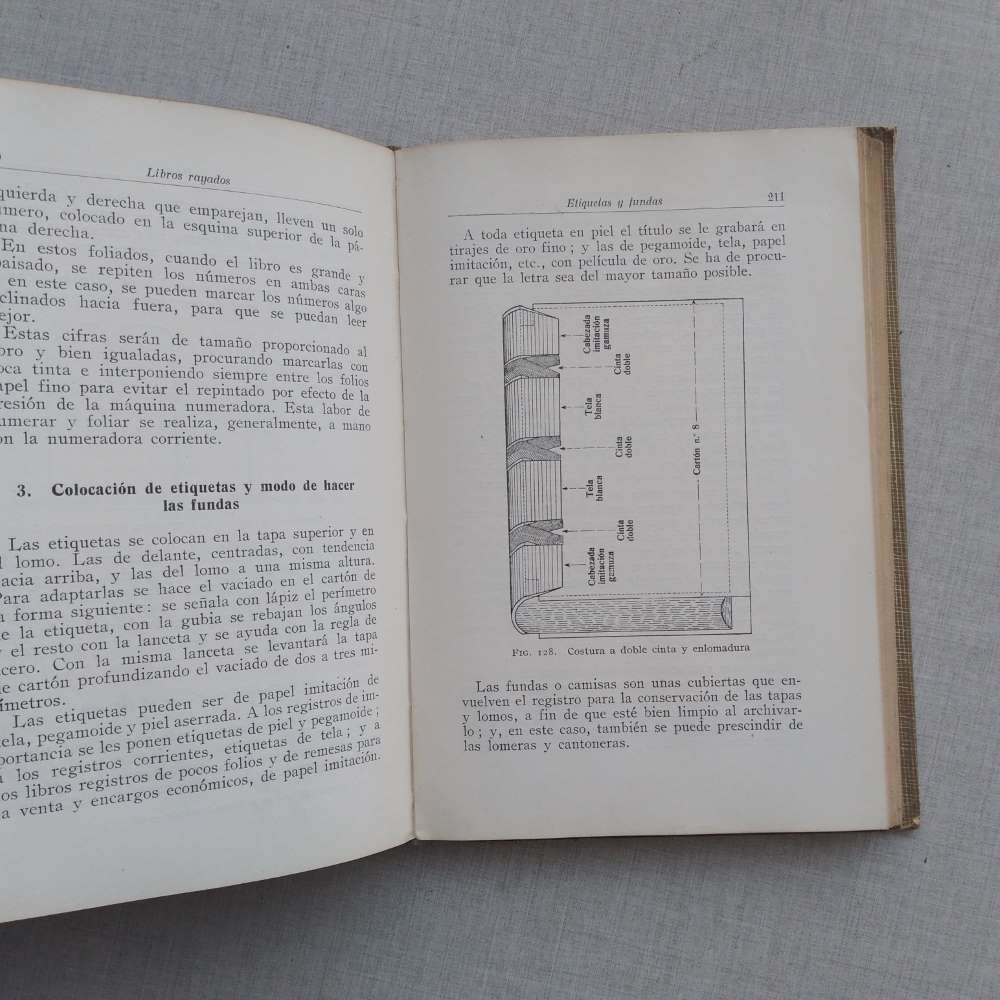 Libros rayados
quierda y derecha que emparejan, lleven un solo
úmero, colocado en la esquina superior de la pá-
na derecha.
En estos foliados, cuando el libro es grande y
paisado, se repiten los números en ambas caras
en este caso, se pueden marcar los números algo
clinados hacia fuera, para que se puedan leer
ejor.
Estas cifras serán de tamaño proporcionado al
bro y bien igualadas, procurando marcarlas con
oca tinta e interponiendo siempre entre los folios
apel fino para evitar el repintado por efecto de la
resión de la máquina numeradora. Esta labor de
umerar y foliar se realiza, generalmente, a mano
on la numeradora corriente.
3. Colocación de etiquetas y modo de hacer
las fundas
Las etiquetas se colocan en la tapa superior y en
l lomo. Las de delante, centradas, con tendencia
acia arriba, y las del lomo a una misma altura.
Para adaptarlas se hace el vaciado en el cartón de
a forma siguiente: se señala con lápiz el perímetro
e la etiqueta, con la gubia se rebajan los ángulos
y el resto con la lanceta y se ayuda con la regla de
cero. Con la misma lanceta se levantará la tapa
e cartón profundizando el vaciado de dos a tres mi-
ímetros.
Las etiquetas pueden ser de papel imitación de
tela, pegamoide y piel aserrada. A los registros de im-
portancia se les ponen etiquetas de piel y pegamoide;
a los registros corrientes, etiquetas de tela; y a
os libros registros de pocos folios y de remesas para
a venta y encargos económicos, de papel imitación.
Etiquetas y fundas 211
A toda etiqueta en piel el título se le grabará en
tirajes de oro fino; y las de pegamoide, tela, papel
imitación, etc., con película de oro. Se ha de procu-
rar que la letra sea del mayor tamaño posible.
Cabezada
imitación
gamuza
Cinta
doble
Tela
blanca
Cinta
doble
Tela
blanca
Cinta
doble
Cabezada
imitación
gamuza
Cartón n.º 8
FIG. 128. Costura a doble cinta y enlomadura
Las fundas o camisas son unas cubiertas que en-
vuelven el registro para la conservación de las tapas
y lomos, a fin de que esté bien limpio al archivar-
lo; y, en este caso, también se puede prescindir de
las lomeras y cantoneras.